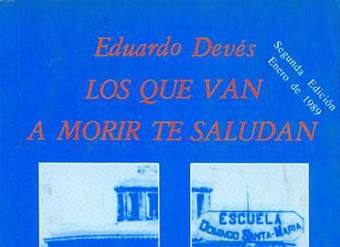 Eduardo Devés
LOS QUE VAN
A MORIR TE SALUDAN
Segunda Edición
Enero de 1989
ESCUELA
DOMINGO SANTA-MARIA